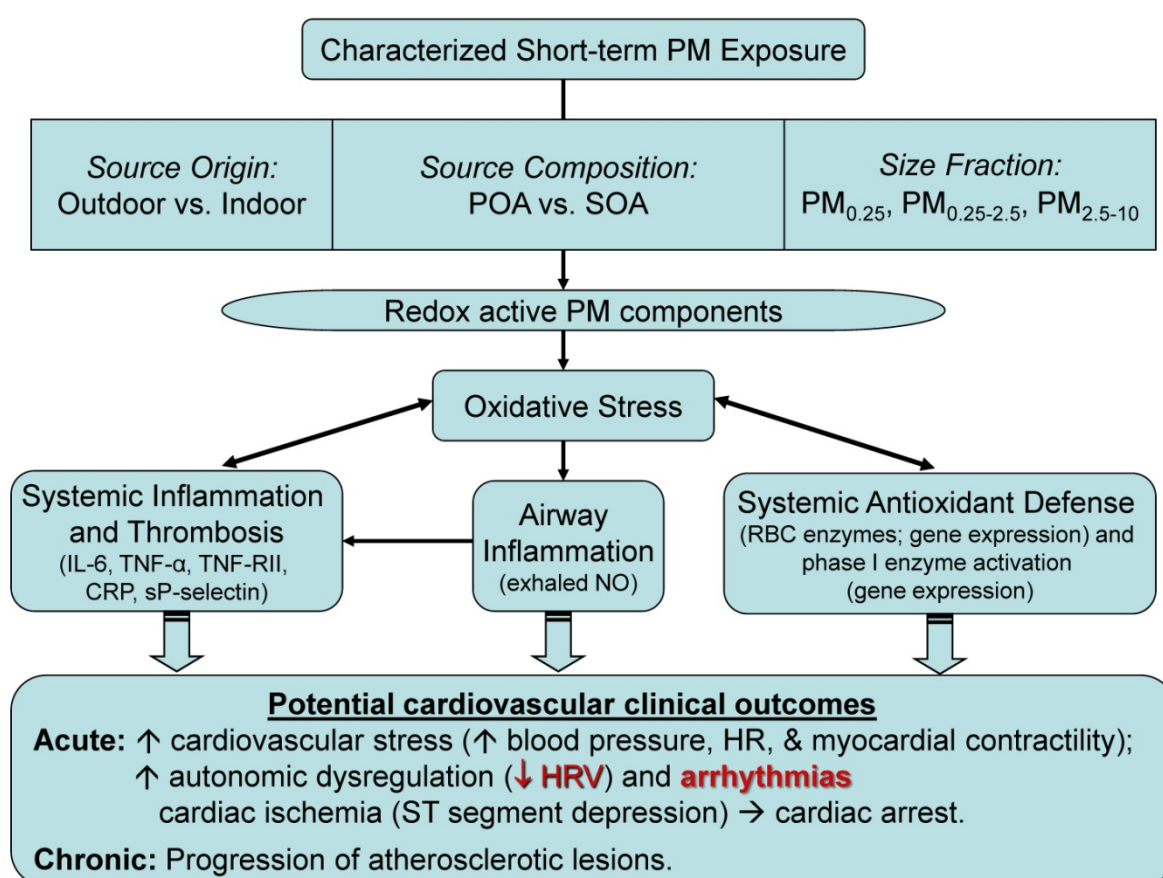 Characterized Short-term PM Exposure
Source Origin:
Outdoor vs. Indoor
Source Composition:
POA vs. SOA
Size Fraction:
PM₀.₂₅, PM₀.₂₅₋₂.₅, PM₂.₅₋₁₀
Redox active PM components
Oxidative Stress
Systemic Inflammation
and Thrombosis
(IL-6, TNF-α, TNF-RII,
CRP, sP-selectin)
Airway
Inflammation
(exhaled NO)
Systemic Antioxidant Defense
(RBC enzymes; gene expression) and
phase I enzyme activation
(gene expression)
Potential cardiovascular clinical outcomes
Acute: ↑ cardiovascular stress (↑ blood pressure, HR, & myocardial contractility);
↑ autonomic dysregulation (↓ HRV) and arrhythmias
cardiac ischemia (ST segment depression) → cardiac arrest.
Chronic: Progression of atherosclerotic lesions.